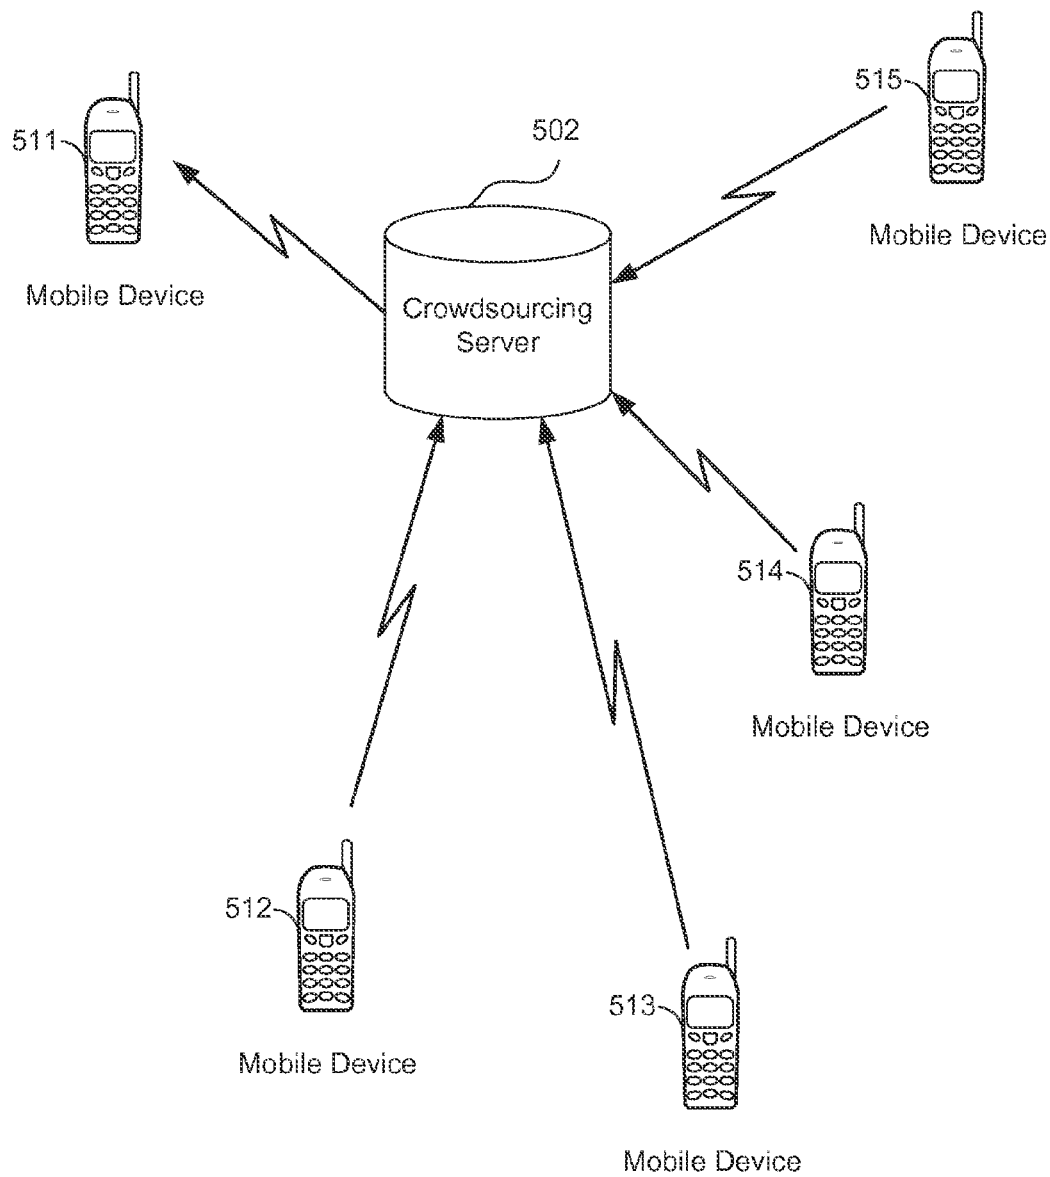 515
502
511
Mobile Device
Mobile Device
Crowdsourcing
Server
514
Mobile Device
512
513
Mobile Device
Mobile Device